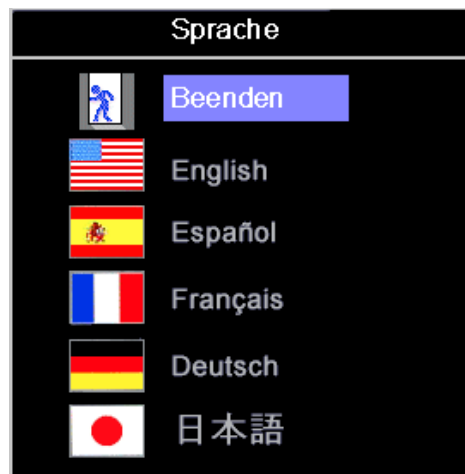 Sprache
Beenden
English
Español
Français
Deutsch
日本語